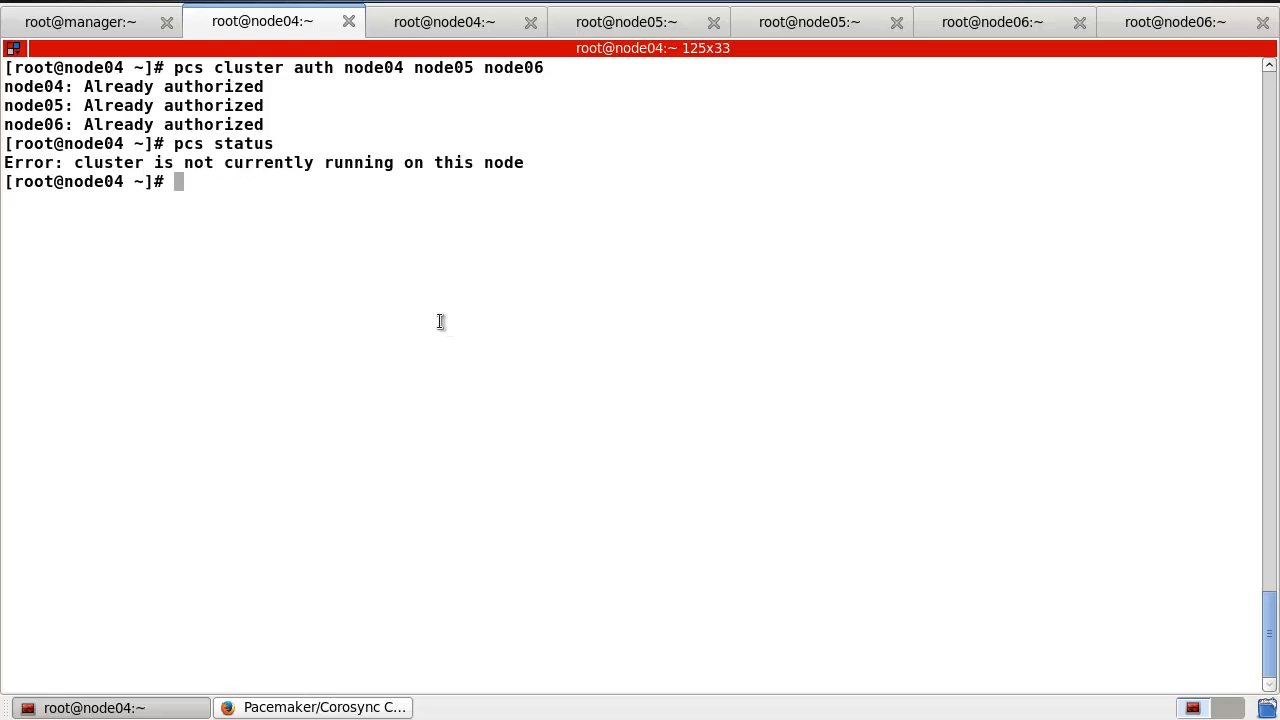 root@manager:~
root@node04:~
root@node04:~
root@node05:~
root@node05:~
root@node06:~
root@node06:~
root@node04:~ 125x33
[root@node04 ~]# pcs cluster auth node04 node05 node06
node04: Already authorized
node05: Already authorized
node06: Already authorized
[root@node04 ~]# pcs status
Error: cluster is not currently running on this node
[root@node04 ~]#
root@node04:~
Pacemaker/Corosync C...